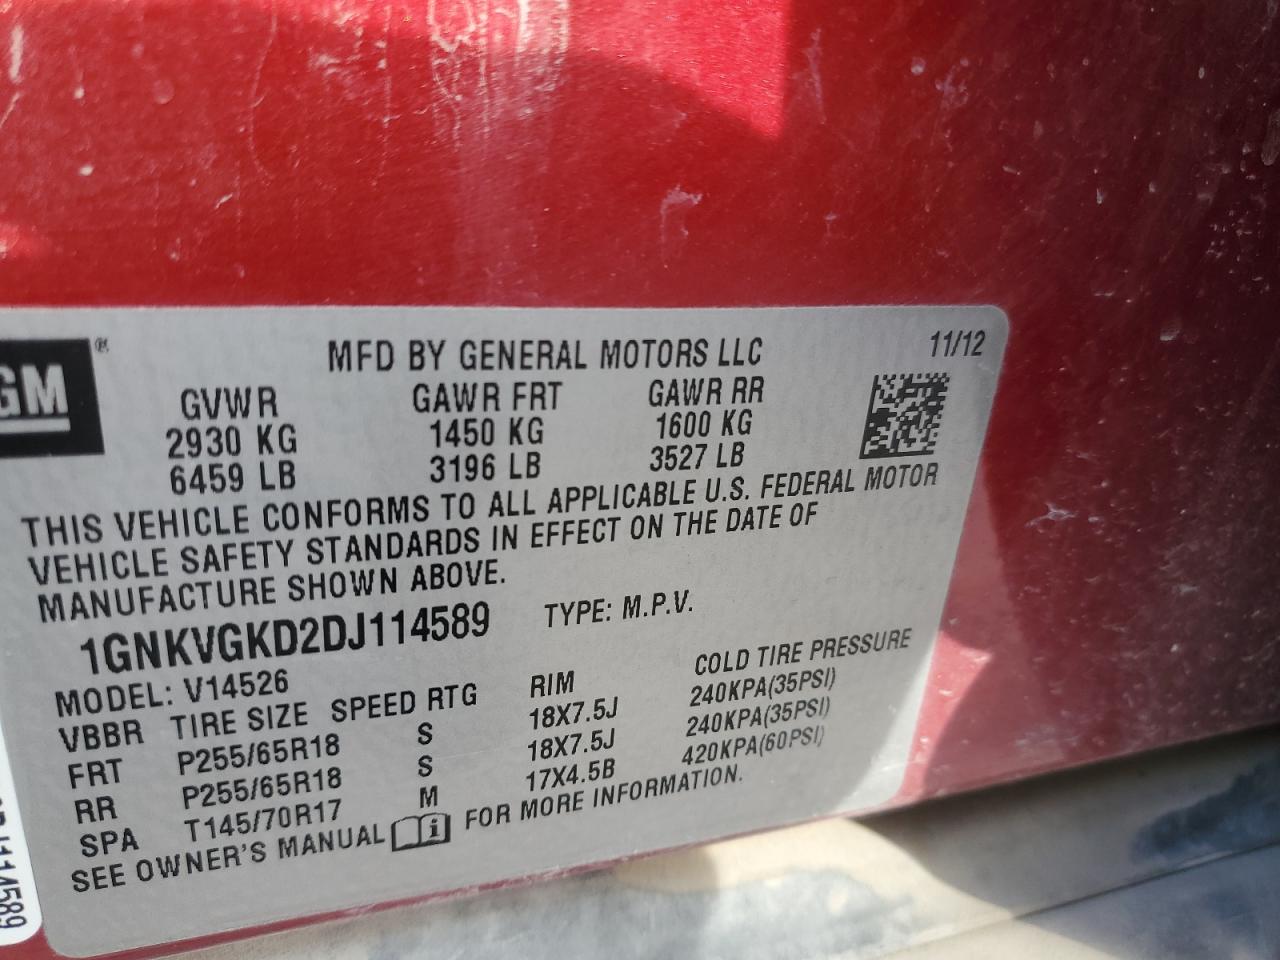 GM ®
MFD BY GENERAL MOTORS LLC 11/12
GVWR GAWR FRT GAWR RR
2930 KG 1450 KG 1600 KG
6459 LB 3196 LB 3527 LB
THIS VEHICLE CONFORMS TO ALL APPLICABLE U.S. FEDERAL MOTOR
VEHICLE SAFETY STANDARDS IN EFFECT ON THE DATE OF
MANUFACTURE SHOWN ABOVE.
1GNKVGKD2DJ114589 TYPE: M.P.V.
MODEL: V14526
VBBR TIRE SIZE SPEED RTG RIM COLD TIRE PRESSURE
FRT P255/65R18 S 18X7.5J 240KPA(35PSI)
RR P255/65R18 S 18X7.5J 240KPA(35PSI)
SPA T145/70R17 M 17X4.5B 420KPA(60PSI)
SEE OWNER'S MANUAL FOR MORE INFORMATION.
J114589